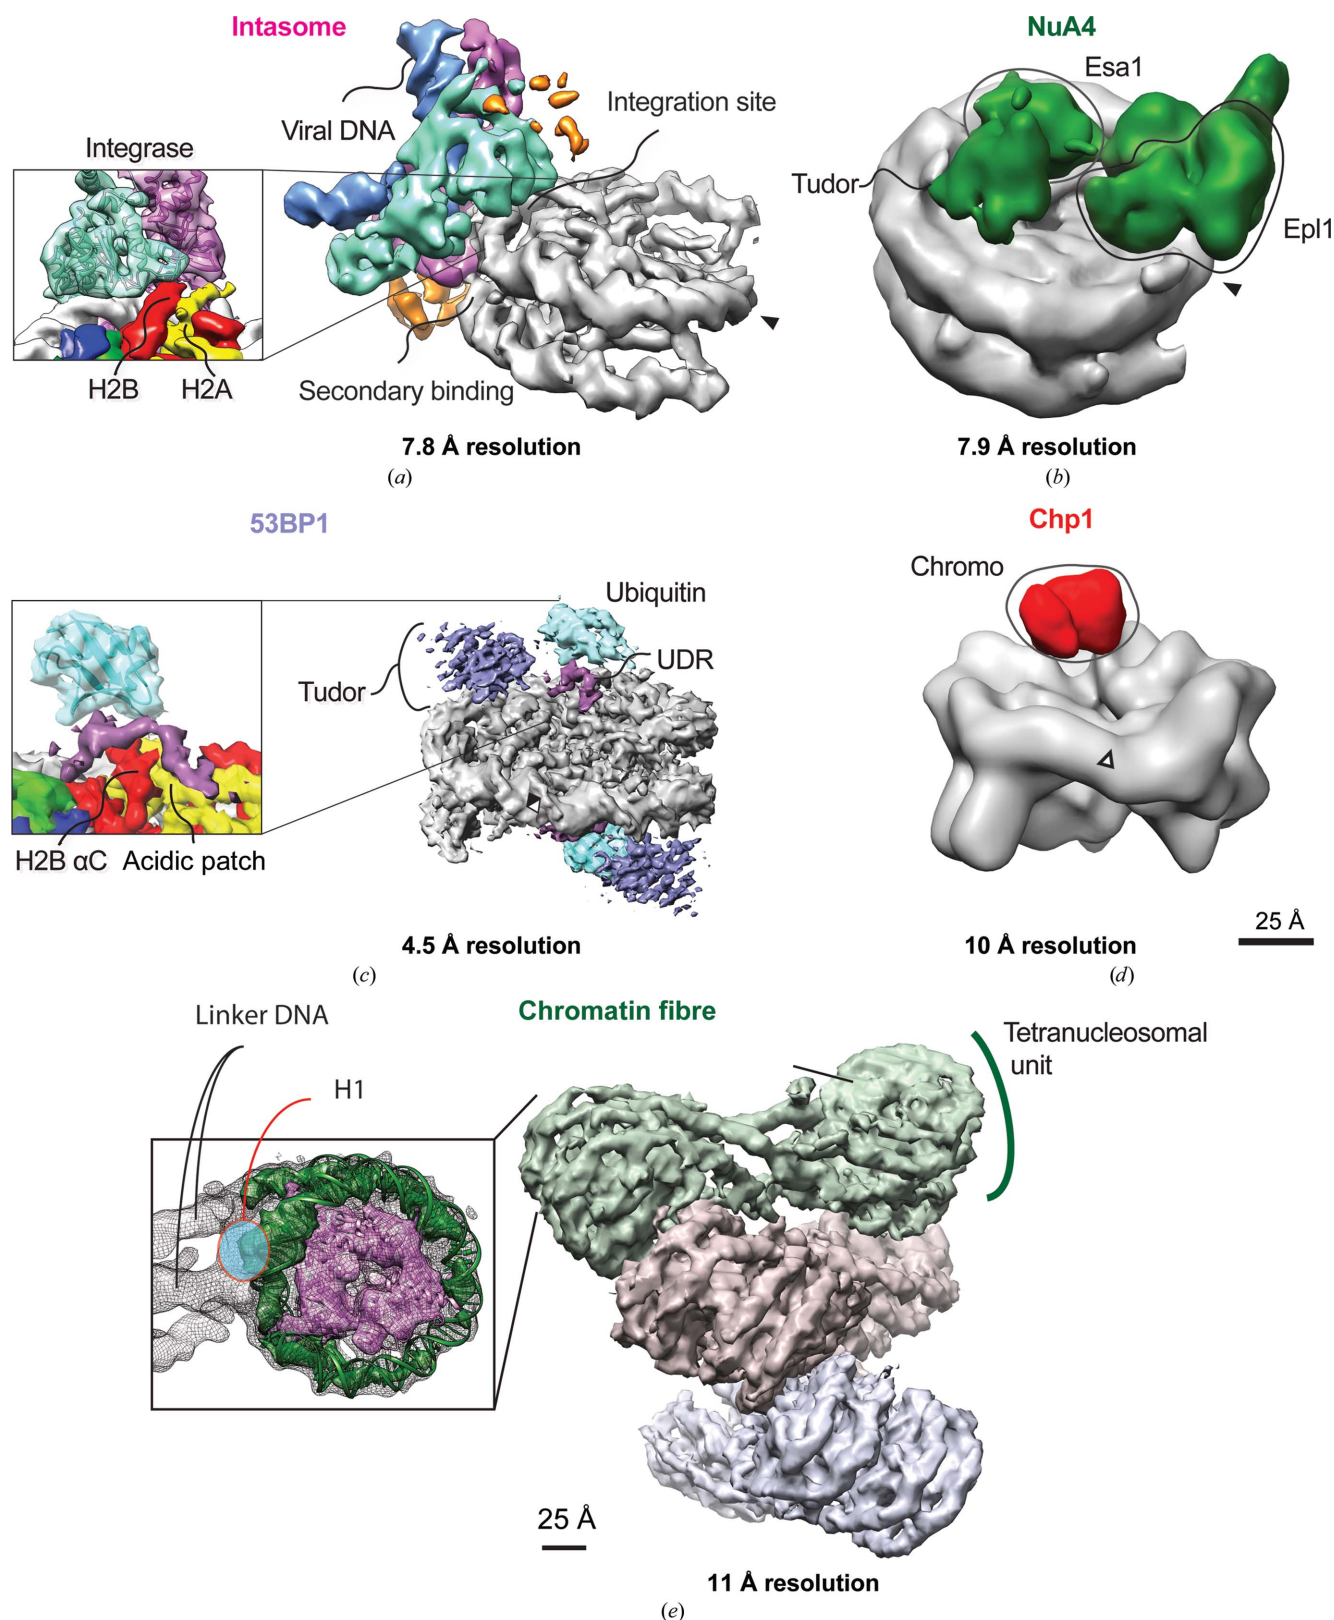 Intasome
NuA4
Esa1
Integration site
Viral DNA
Integrase
Tudor
Epl1
H2B
H2A
Secondary binding
7.8 Å resolution
7.9 Å resolution
(a)
(b)
53BP1
Chp1
Chromo
Ubiquitin
UDR
Tudor
H2B αC
Acidic patch
25 Å
4.5 Å resolution
10 Å resolution
(c)
(d)
Linker DNA
Chromatin fibre
Tetranucleosomal
unit
H1
25 Å
11 Å resolution
(e)